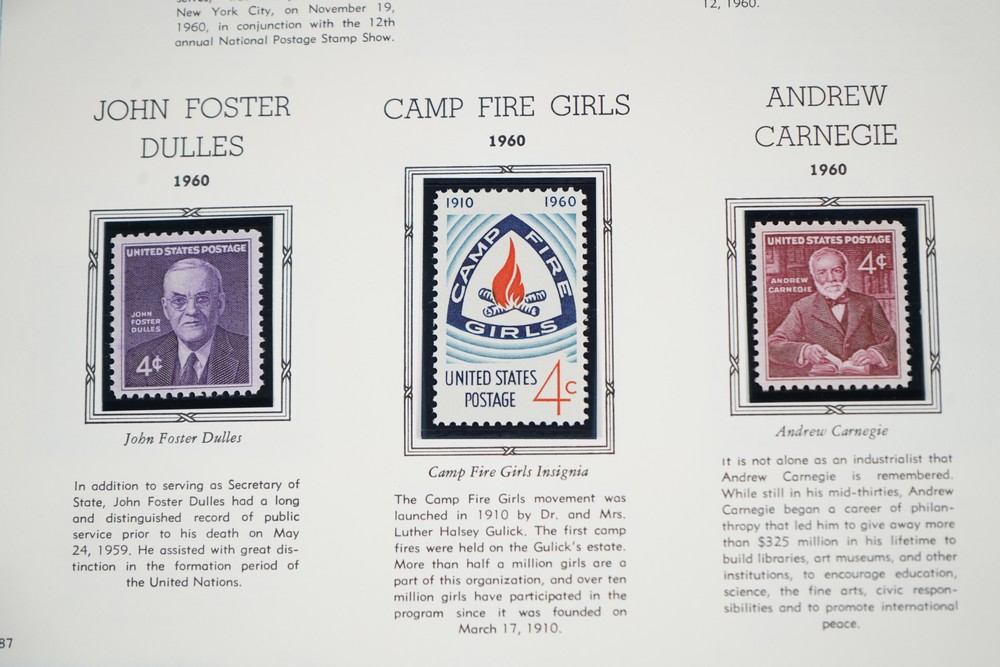 New York City, on November 19,
1960, in conjunction with the 12th
annual National Postage Stamp Show.
12, 1960.
JOHN FOSTER
DULLES
1960
UNITED STATES POSTAGE
JOHN
FOSTER
DULLES
4¢
John Foster Dulles
In addition to serving as Secretary of
State, John Foster Dulles had a long
and distinguished record of public
service prior to his death on May
24, 1959. He assisted with great dis-
tinction in the formation period of
the United Nations.
CAMP FIRE GIRLS
1960
1910 1960
CAMP FIRE
GIRLS
UNITED STATES
POSTAGE
4c
Camp Fire Girls Insignia
The Camp Fire Girls movement was
launched in 1910 by Dr. and Mrs.
Luther Halsey Gulick. The first camp
fires were held on the Gulick's estate.
More than half a million girls are a
part of this organization, and over ten
million girls have participated in the
program since it was founded on
March 17, 1910.
ANDREW
CARNEGIE
1960
UNITED STATES POSTAGE
4¢
ANDREW
CARNEGIE
Andrew Carnegie
It is not alone as an industrialist that
Andrew Carnegie is remembered.
While still in his mid-thirties, Andrew
Carnegie began a career of philan-
thropy that led him to give away more
than $325 million in his lifetime to
build libraries, art museums, and other
institutions, to encourage education,
science, the fine arts, civic respon-
sibilities and to promote international
peace.
87